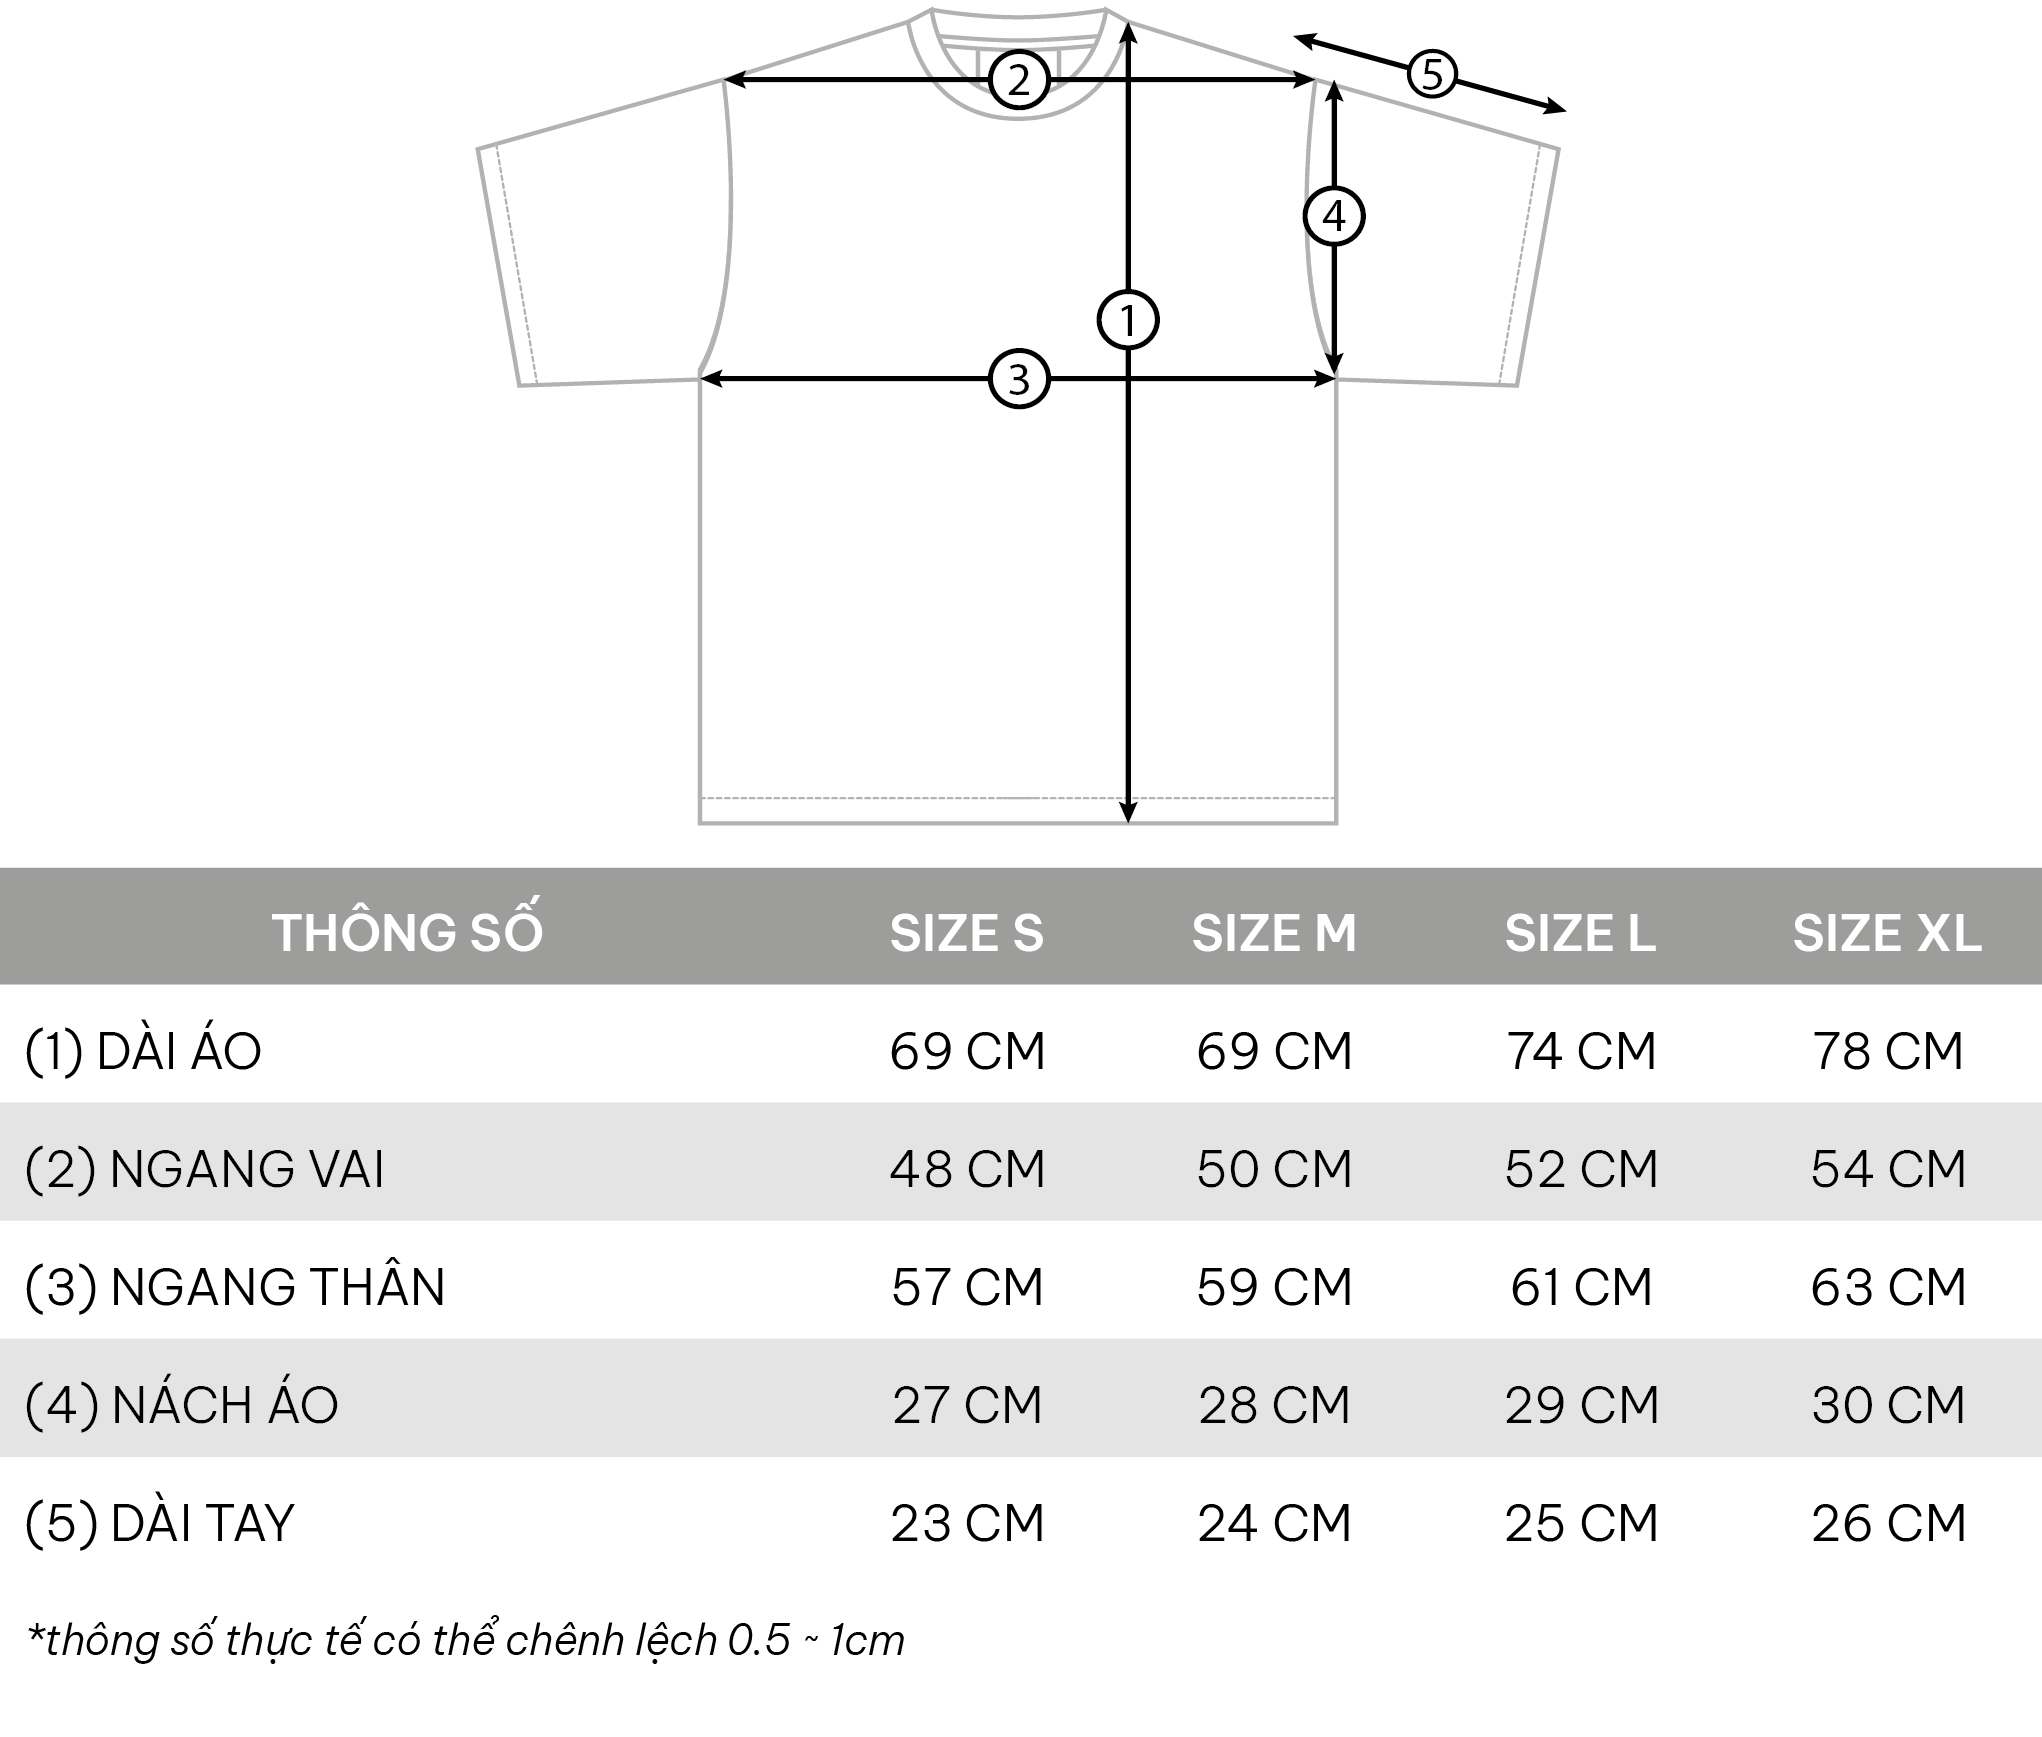 2
5
4
1
3
THÔNG SỐ SIZE S SIZE M SIZE L SIZE XL
(1) DÀI ÁO 69 CM 69 CM 74 CM 78 CM
(2) NGANG VAI 48 CM 50 CM 52 CM 54 CM
(3) NGANG THÂN 57 CM 59 CM 61 CM 63 CM
(4) NÁCH ÁO 27 CM 28 CM 29 CM 30 CM
(5) DÀI TAY 23 CM 24 CM 25 CM 26 CM
*thông số thực tế có thể chênh lệch 0.5 ~ 1cm